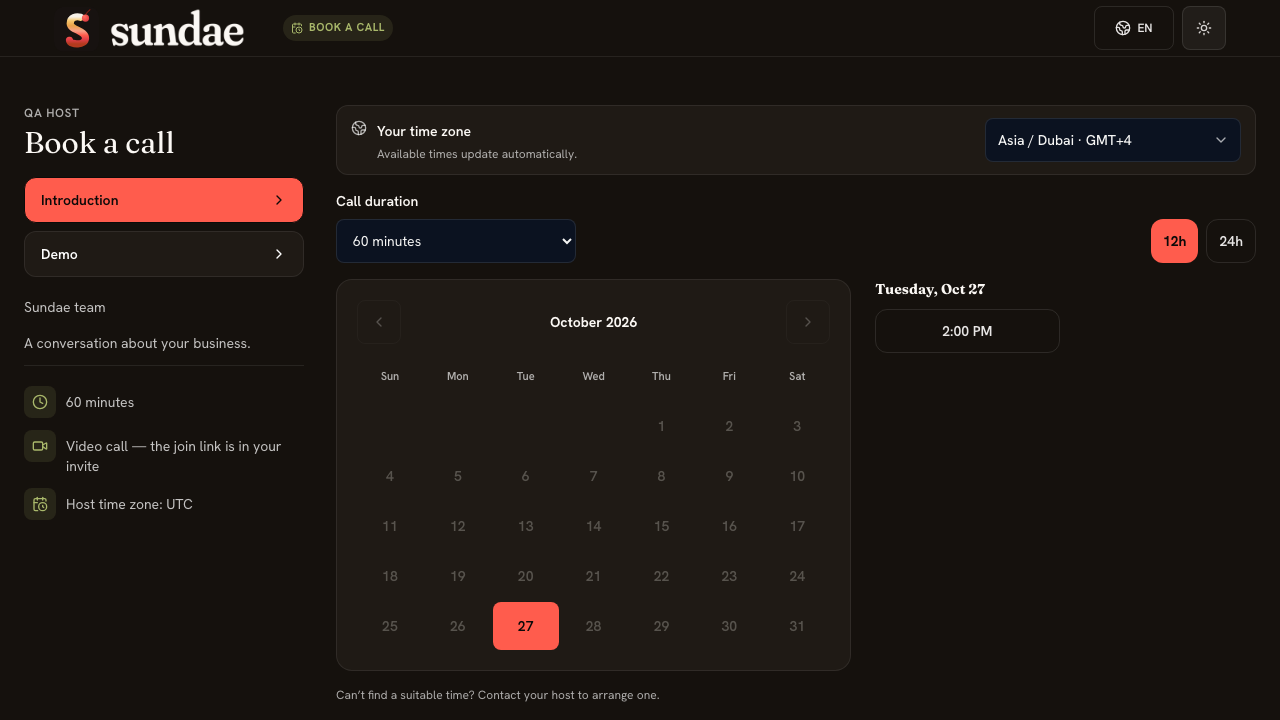 sundae
BOOK A CALL
EN
QA HOST
Book a call
Introduction
Demo
Sundae team
A conversation about your business.
60 minutes
Video call — the join link is in your
invite
Host time zone: UTC
Your time zone
Available times update automatically.
Asia / Dubai · GMT+4
Call duration
60 minutes
12h
24h
October 2026
Sun Mon Tue Wed Thu Fri Sat
1 2 3
4 5 6 7 8 9 10
11 12 13 14 15 16 17
18 19 20 21 22 23 24
25 26 27 28 29 30 31
Tuesday, Oct 27
2:00 PM
Can’t find a suitable time? Contact your host to arrange one.